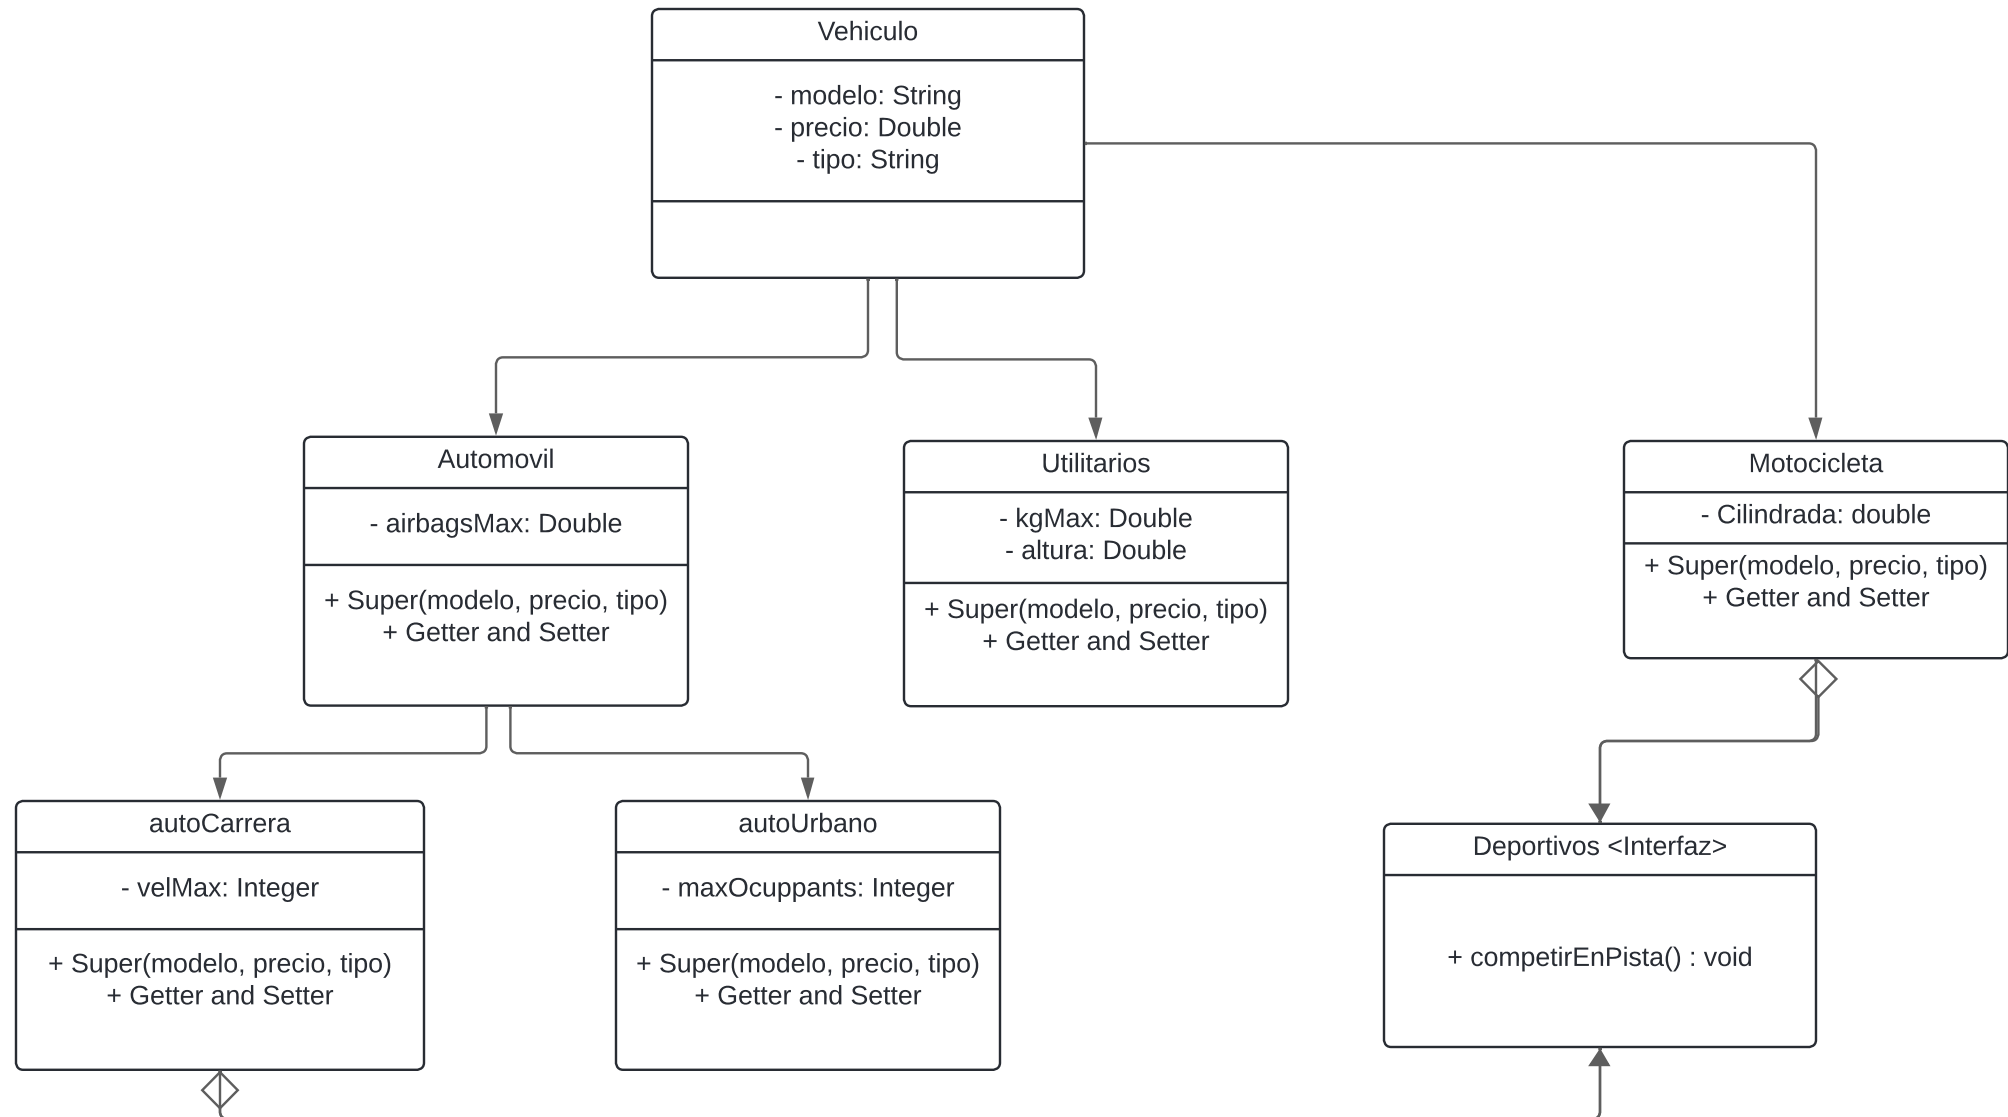 Vehiculo
- modelo: String
- precio: Double
- tipo: String
Automovil
- airbagsMax: Double
+ Super(modelo, precio, tipo)
+ Getter and Setter
Utilitarios
- kgMax: Double
- altura: Double
+ Super(modelo, precio, tipo)
+ Getter and Setter
Motocicleta
- Cilindrada: double
+ Super(modelo, precio, tipo)
+ Getter and Setter
autoCarrera
- velMax: Integer
+ Super(modelo, precio, tipo)
+ Getter and Setter
autoUrbano
- maxOcuppants: Integer
+ Super(modelo, precio, tipo)
+ Getter and Setter
Deportivos <Interfaz>
+ competirEnPista() : void